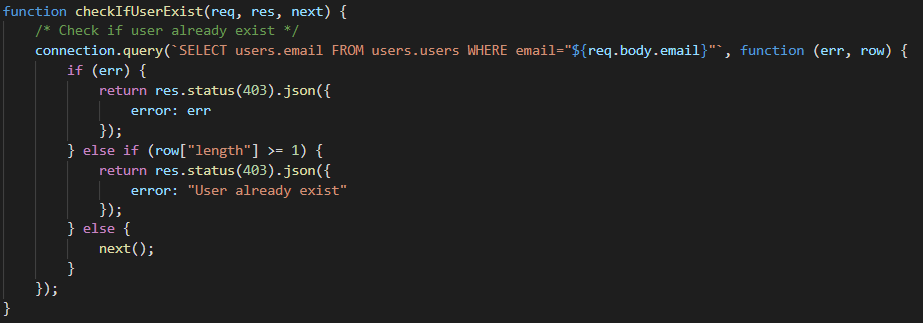 function checkIfUserExist(req, res, next) {
    /* Check if user already exist */
    connection.query(`SELECT users.email FROM users.users WHERE email="${req.body.email}"`, function (err, row) {
        if (err) {
            return res.status(403).json({
                error: err
            });
        } else if (row["length"] >= 1) {
            return res.status(403).json({
                error: "User already exist"
            });
        } else {
            next();
        }
    });
}